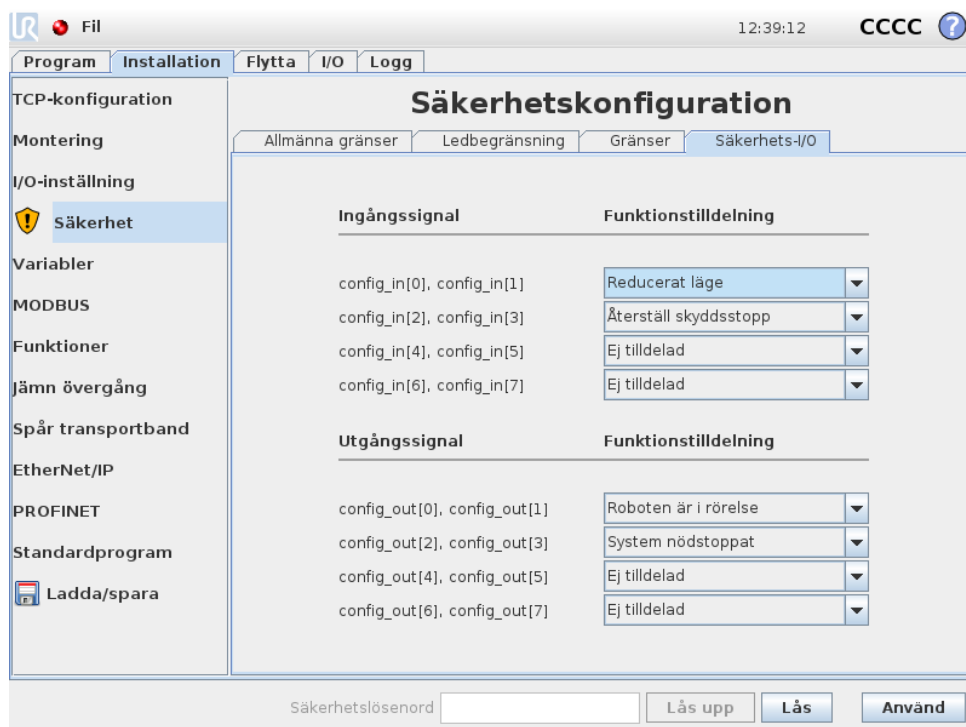 UR Fil 12:39:12 CCCC ?
Program Installation Flytta I/O Logg
TCP-konfiguration
Montering
I/O-inställning
Säkerhet
Variabler
MODBUS
Funktioner
Jämn övergång
Spår transportband
EtherNet/IP
PROFINET
Standardprogram
Ladda/spara
Säkerhetskonfiguration
Allmänna gränser Ledbegränsning Gränser Säkerhets-I/O
Ingångssignal Funktionstilldelning
config_in[0], config_in[1] Reducerat läge
config_in[2], config_in[3] Återställ skyddsstopp
config_in[4], config_in[5] Ej tilldelad
config_in[6], config_in[7] Ej tilldelad
Utgångssignal Funktionstilldelning
config_out[0], config_out[1] Roboten är i rörelse
config_out[2], config_out[3] System nödstoppat
config_out[4], config_out[5] Ej tilldelad
config_out[6], config_out[7] Ej tilldelad
Säkerhetslösenord Lås upp Lås Använd